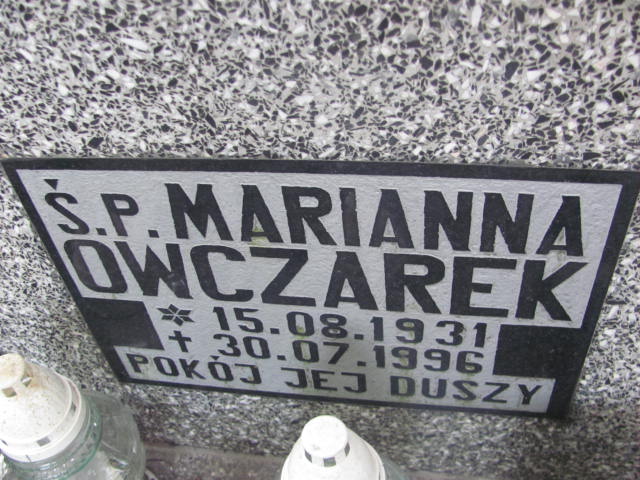 Ś.P. MARIANNA
OWCZAREK
* 15.08.1931
† 30.07.1996
POKÓJ JEJ DUSZY